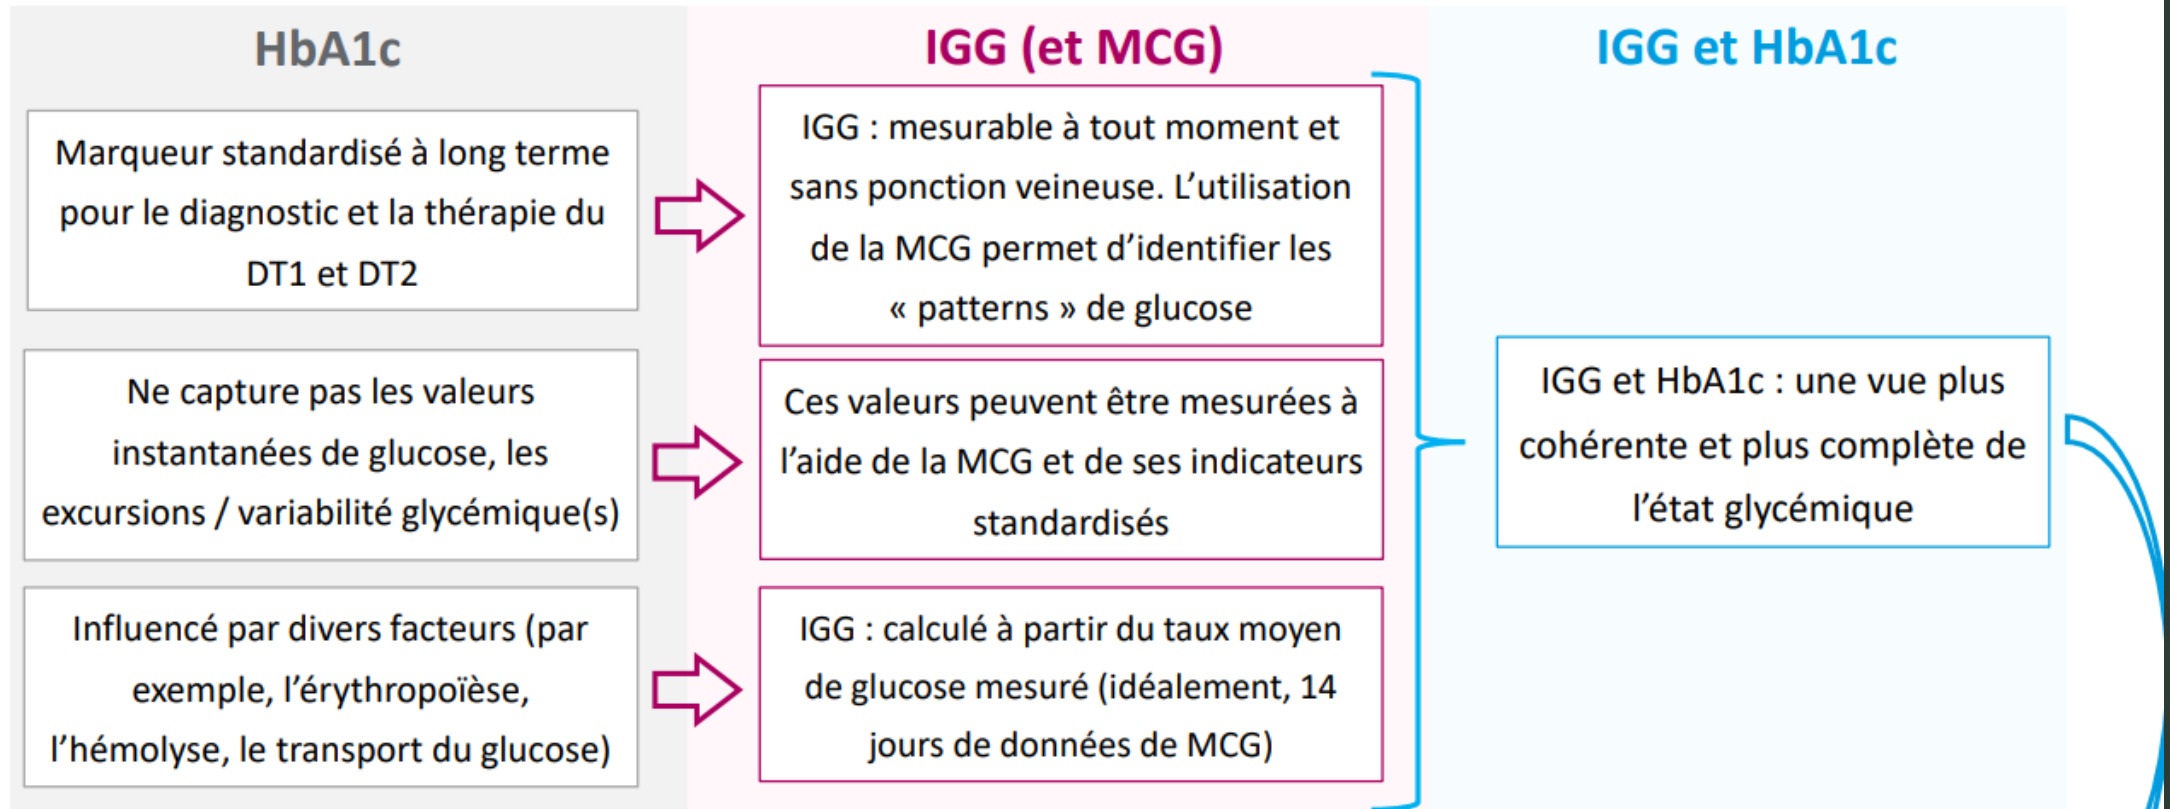 HbA1c
Marqueur standardisé à long terme
pour le diagnostic et la thérapie du
DT1 et DT2
Ne capture pas les valeurs
instantanées de glucose, les
excursions / variabilité glycémique(s)
Influencé par divers facteurs (par
exemple, l’érythropoïèse,
l’hémolyse, le transport du glucose)
IGG (et MCG)
IGG : mesurable à tout moment et
sans ponction veineuse. L’utilisation
de la MCG permet d’identifier les
« patterns » de glucose
Ces valeurs peuvent être mesurées à
l’aide de la MCG et de ses indicateurs
standardisés
IGG : calculé à partir du taux moyen
de glucose mesuré (idéalement, 14
jours de données de MCG)
IGG et HbA1c
IGG et HbA1c : une vue plus
cohérente et plus complète de
l’état glycémique